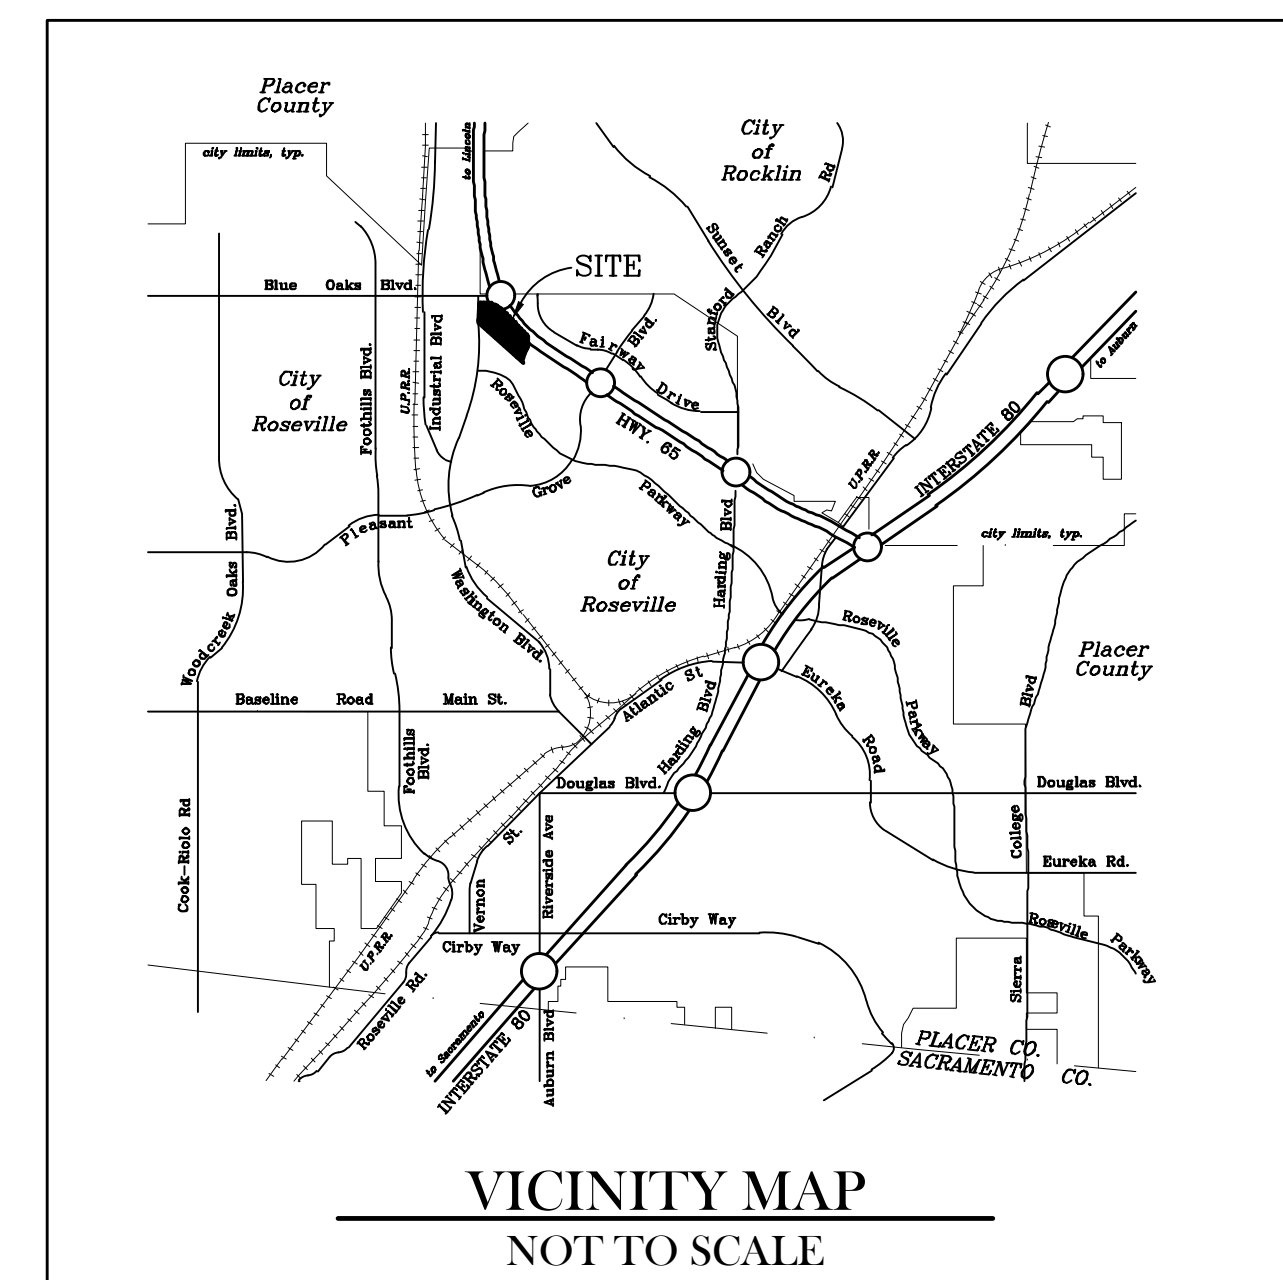 Placer
County
city limits, typ.
to Lincoln
City
of
Rocklin
Sunset
Blvd
Stanford
Ranch
Rd
SITE
Blue Oaks Blvd.
Industrial Blvd
U.P.R.R.
Foothills Blvd.
City
of
Roseville
Fairway
Drive
Blvd.
to Auburn
INTERSTATE 80
HWY. 65
Roseville
Parkway
U.P.R.R.
Pleasant
Grove
Harding Blvd
city limits, typ.
Woodcreek Oaks Blvd.
Washington Blvd.
City
of
Roseville
Roseville
Parkway
Placer
County
Baseline Road
Main St.
Atlantic St
Harding Blvd
Eureka
Road
Blvd
Foothills
Blvd.
Douglas Blvd.
Douglas Blvd.
Cook-Riolo Rd
St.
Vernon
Riverside Ave
College
Eureka Rd.
Cirby Way
Cirby Way
Roseville
Parkway
U.P.R.R.
Roseville Rd.
Sierra
to Sacramento
INTERSTATE 80
Auburn Blvd
PLACER CO.
SACRAMENTO CO.
VICINITY MAP
NOT TO SCALE